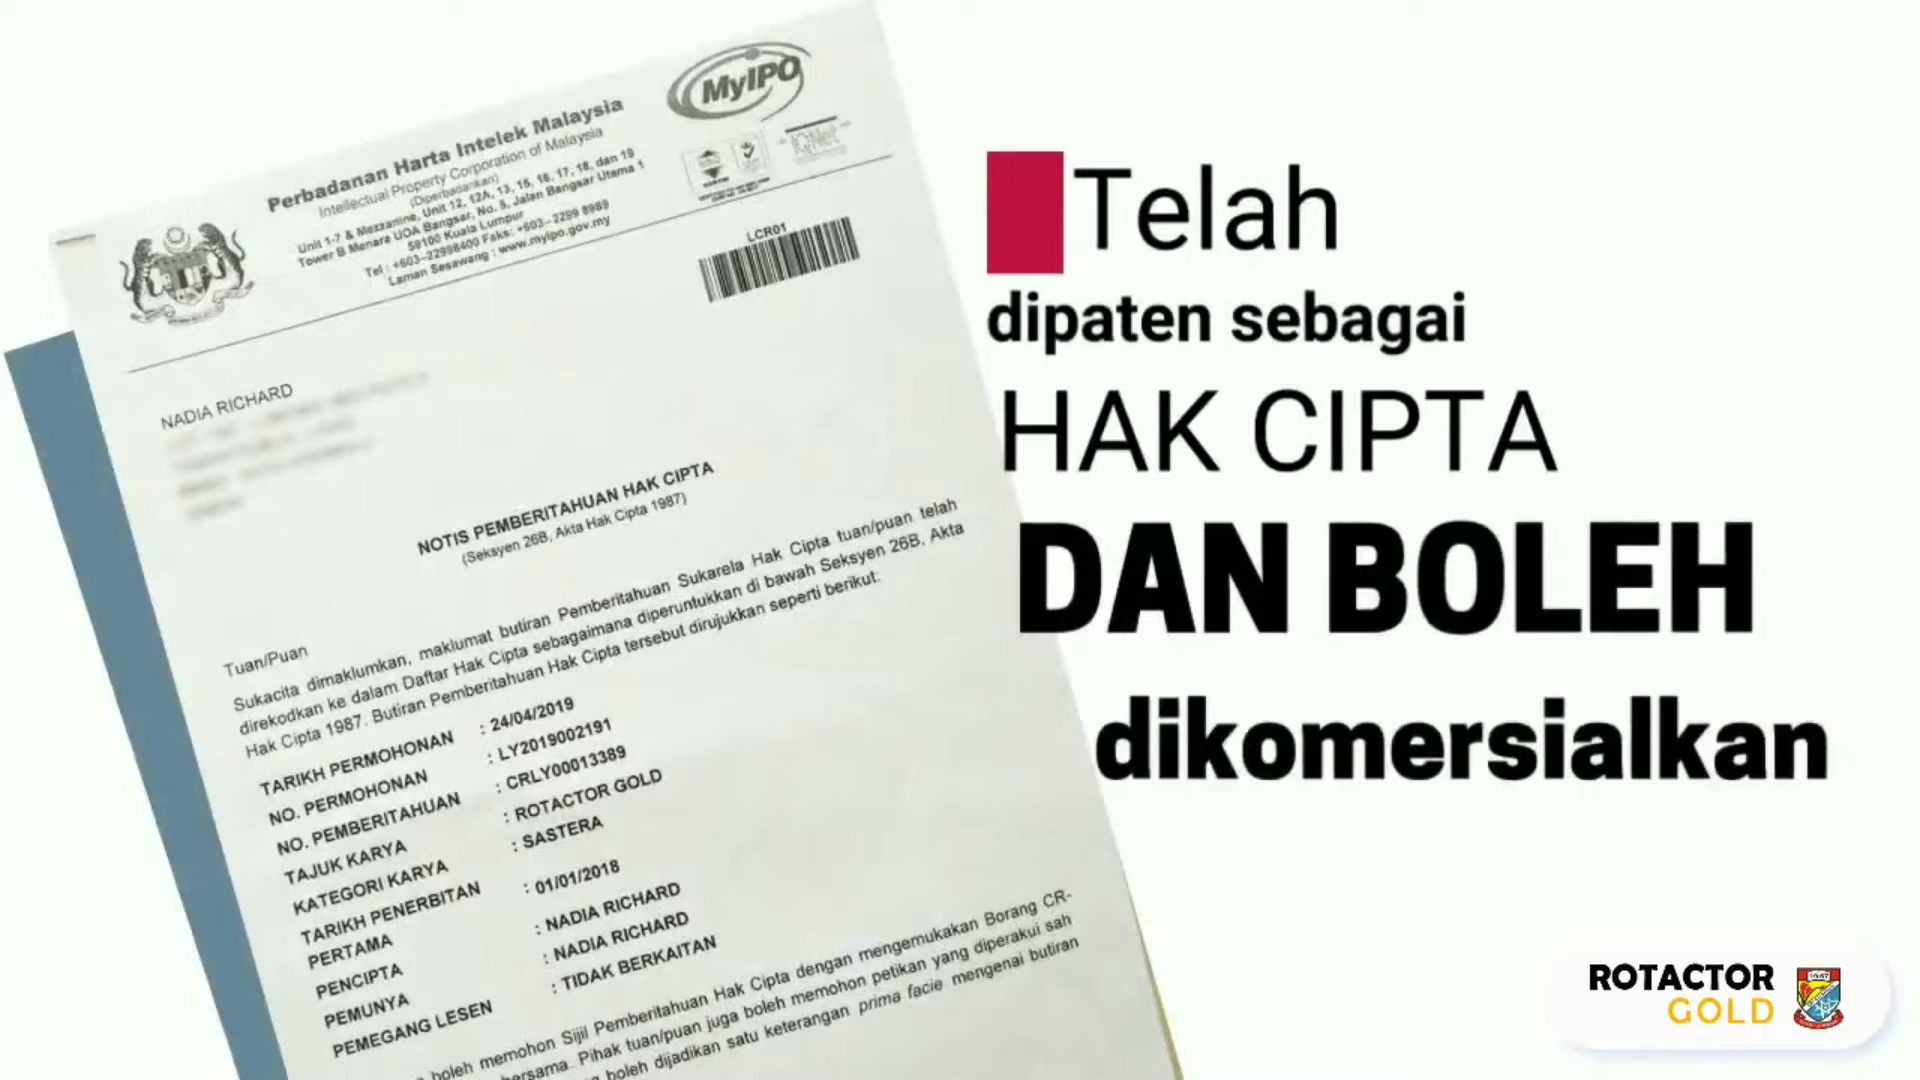 MyIPO
Perbadanan Harta Intelek Malaysia
Intellectual Property Corporation of Malaysia
(Diperbadankan)
Unit 1-7 & Mezzanine, Unit 12, 12A, 13, 15, 16, 17, 18, dan 19
Tower B Menara UOA Bangsar, No. 5, Jalan Bangsar Utama 1
59100 Kuala Lumpur
Tel : +603–22998400 Faks: +603–2299 8989
Laman Sesawang : www.myipo.gov.my
LCR01
NADIA RICHARD
NOTIS PEMBERITAHUAN HAK CIPTA
(Seksyen 26B, Akta Hak Cipta 1987)
Tuan/Puan
Sukacita dimaklumkan, maklumat butiran Pemberitahuan Sukarela Hak Cipta tuan/puan telah
direkodkan ke dalam Daftar Hak Cipta sebagaimana diperuntukkan di bawah Seksyen 26B, Akta
Hak Cipta 1987. Butiran Pemberitahuan Hak Cipta tersebut dirujukkan seperti berikut:
TARIKH PERMOHONAN : 24/04/2019
NO. PERMOHONAN : LY2019002191
NO. PEMBERITAHUAN : CRLY00013389
TAJUK KARYA : ROTACTOR GOLD
KATEGORI KARYA : SASTERA
TARIKH PENERBITAN : 01/01/2018
PERTAMA
PENCIPTA : NADIA RICHARD
PEMUNYA : NADIA RICHARD
PEMEGANG LESEN : TIDAK BERKAITAN
boleh memohon Sijil Pemberitahuan Hak Cipta dengan mengemukakan Borang CR-
bersama. Pihak tuan/puan juga boleh memohon petikan yang diperakui sah
boleh dijadikan satu keterangan prima facie mengenai butiran
Telah
dipaten sebagai
HAK CIPTA
DAN BOLEH
dikomersialkan
ROTACTOR
GOLD